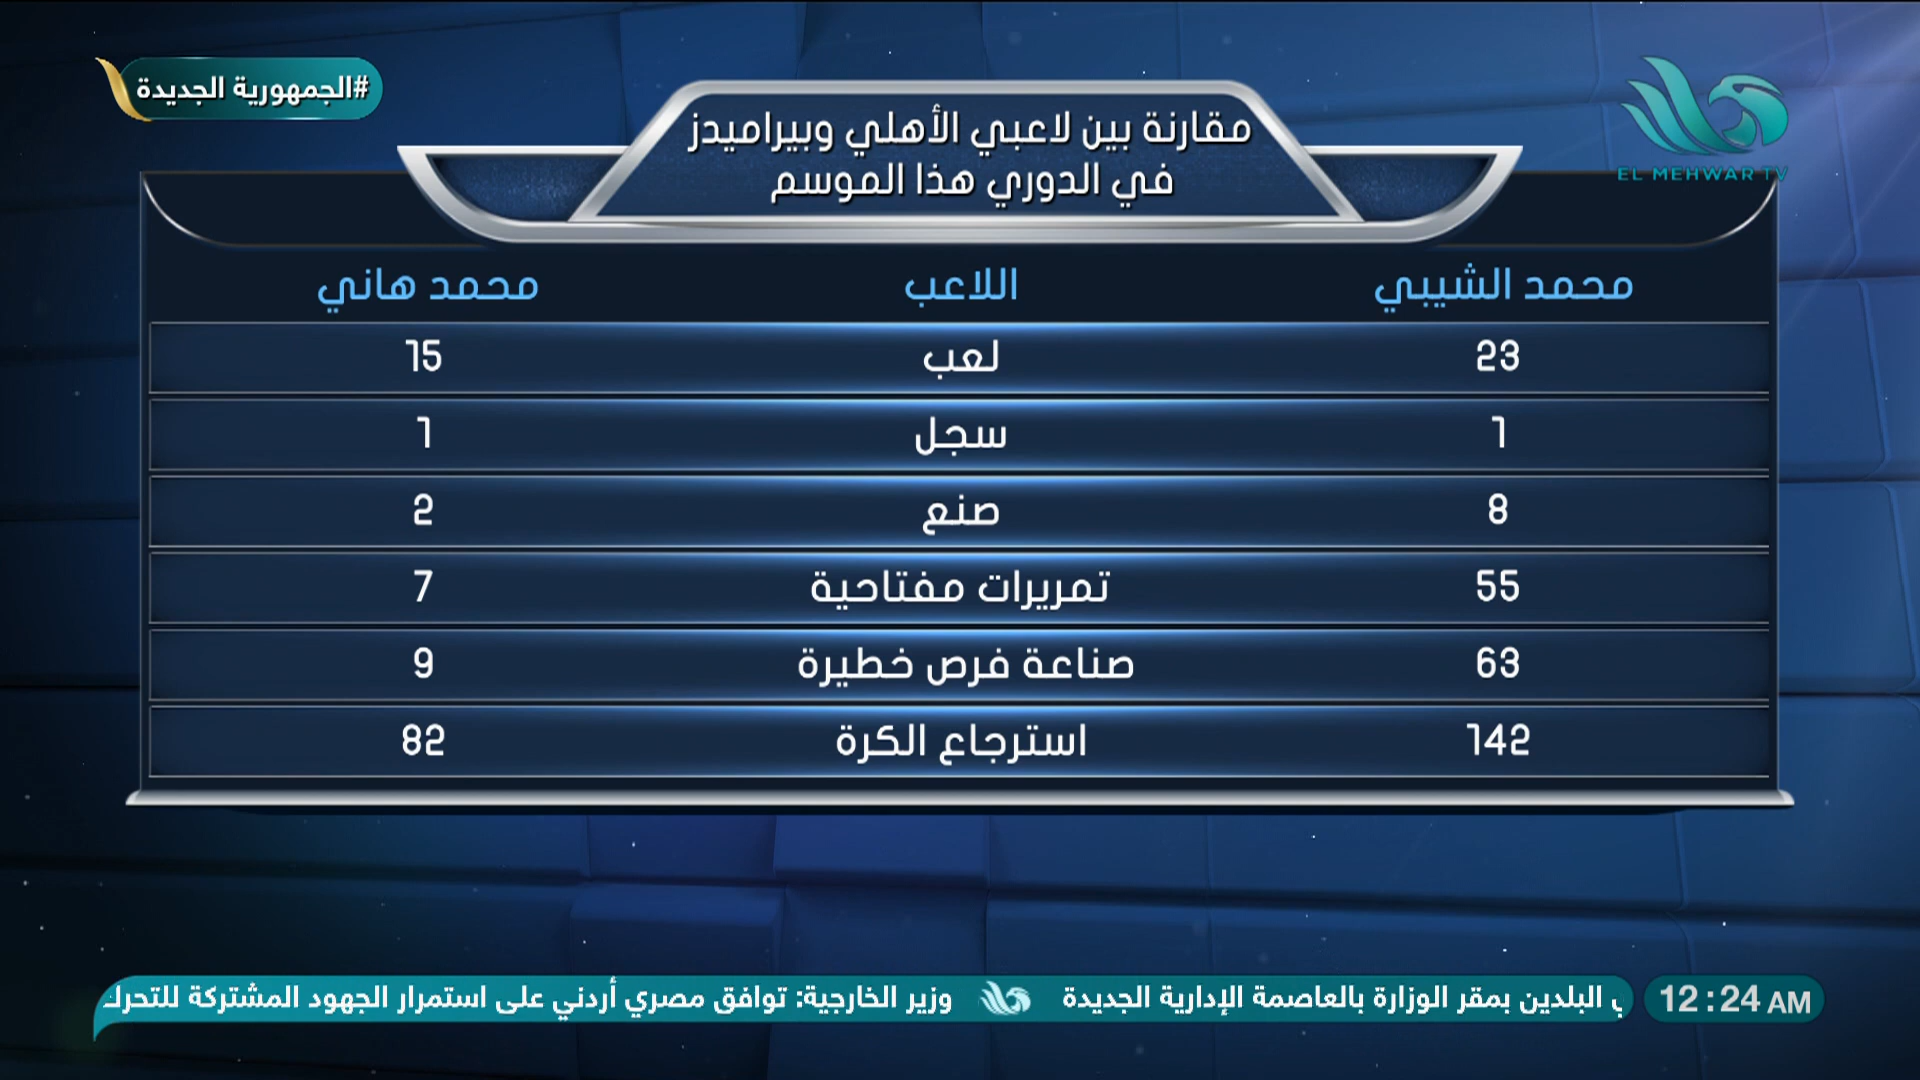 #الجمهورية الجديدة
EL MEHWAR TV
مقارنة بين لاعبي الأهلي وبيراميدز
في الدوري هذا الموسم
محمد الشيبي اللاعب محمد هاني
23 لعب 15
1 سجل 1
8 صنع 2
55 تمريرات مفتاحية 7
63 صناعة فرص خطيرة 9
142 استرجاع الكرة 82
12:24 AM
البلدين بمقر الوزارة بالعاصمة الإدارية الجديدة وزير الخارجية: توافق مصري أردني على استمرار الجهود المشتركة للتحرك